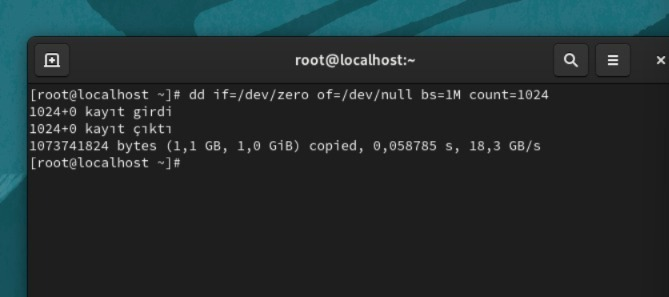 root@localhost:~
[root@localhost ~]# dd if=/dev/zero of=/dev/null bs=1M count=1024
1024+0 kayıt girdi
1024+0 kayıt çıktı
1073741824 bytes (1,1 GB, 1,0 GiB) copied, 0,058785 s, 18,3 GB/s
[root@localhost ~]#